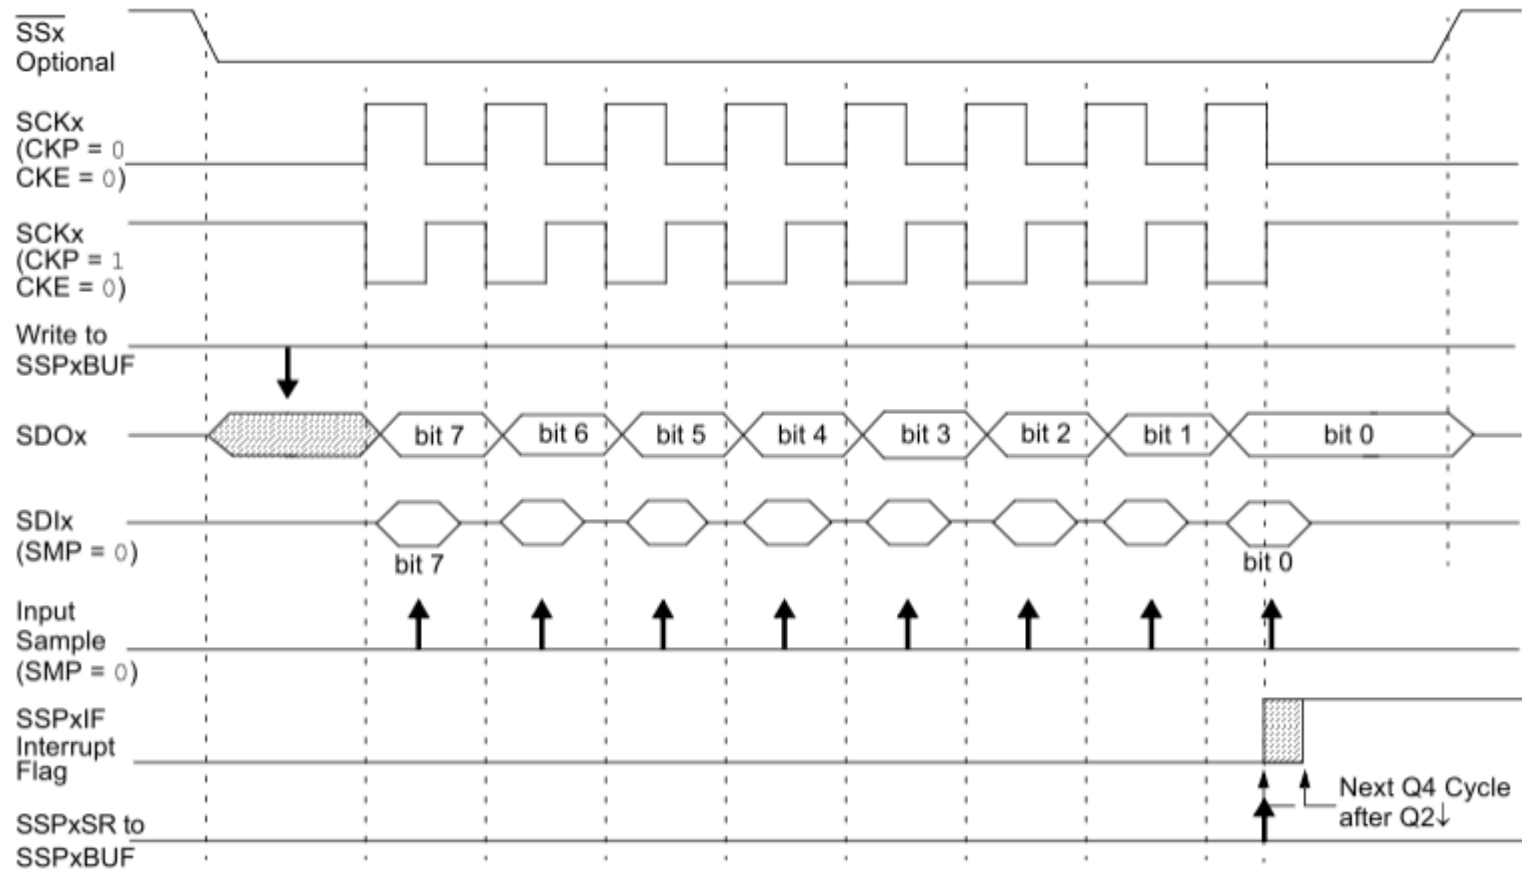 SSx
Optional
SCKx
(CKP = 0
CKE = 0)
SCKx
(CKP = 1
CKE = 0)
Write to
SSPxBUF
SDOx
bit 7 bit 6 bit 5 bit 4 bit 3 bit 2 bit 1 bit 0
SDIx
(SMP = 0)
bit 7 bit 0
Input
Sample
(SMP = 0)
SSPxIF
Interrupt
Flag
Next Q4 Cycle
after Q2↓
SSPxSR to
SSPxBUF